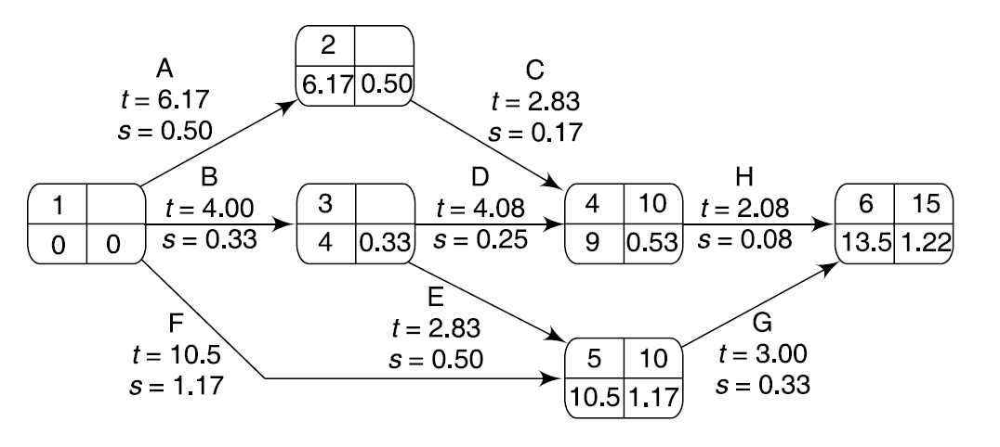 2
6.17 0.50
A
t = 6.17
s = 0.50
C
t = 2.83
s = 0.17
1
0 0
B
t = 4.00
s = 0.33
3
4 0.33
D
t = 4.08
s = 0.25
4 10
9 0.53
H
t = 2.08
s = 0.08
6 15
13.5 1.22
F
t = 10.5
s = 1.17
E
t = 2.83
s = 0.50
5 10
10.5 1.17
G
t = 3.00
s = 0.33